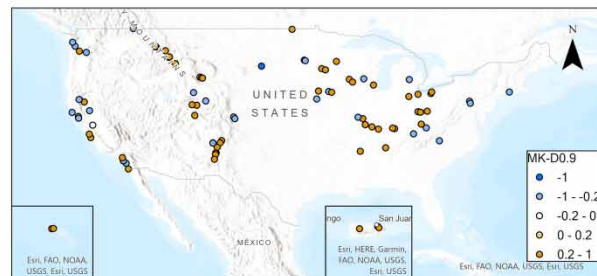 Y MOUNTAINS
N
UNITED
STATES
MK-D0.9
-1
-1 - -0.2
-0.2 - 0
0 - 0.2
0.2 - 1
MÉXICO
ngo
San Juan
Esri, FAO, NOAA,
USGS, Esri, USGS
Esri, HERE, Garmin,
FAO, NOAA, USGS,
Esri, USGS
Esri, FAO, NOAA, USGS, Esri, USGS